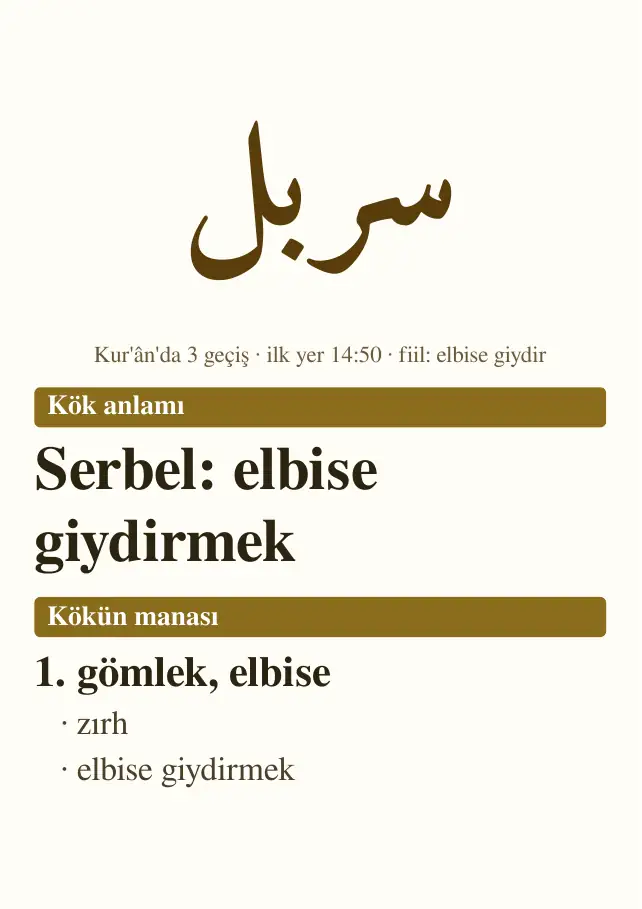 سربل
Kur'ân'da 3 geçiş · ilk yer 14:50 · fiil: elbise giydir
Kök anlamı
Serbel: elbise
giydirmek
Kökün manası
1. gömlek, elbise
· zırh
· elbise giydirmek